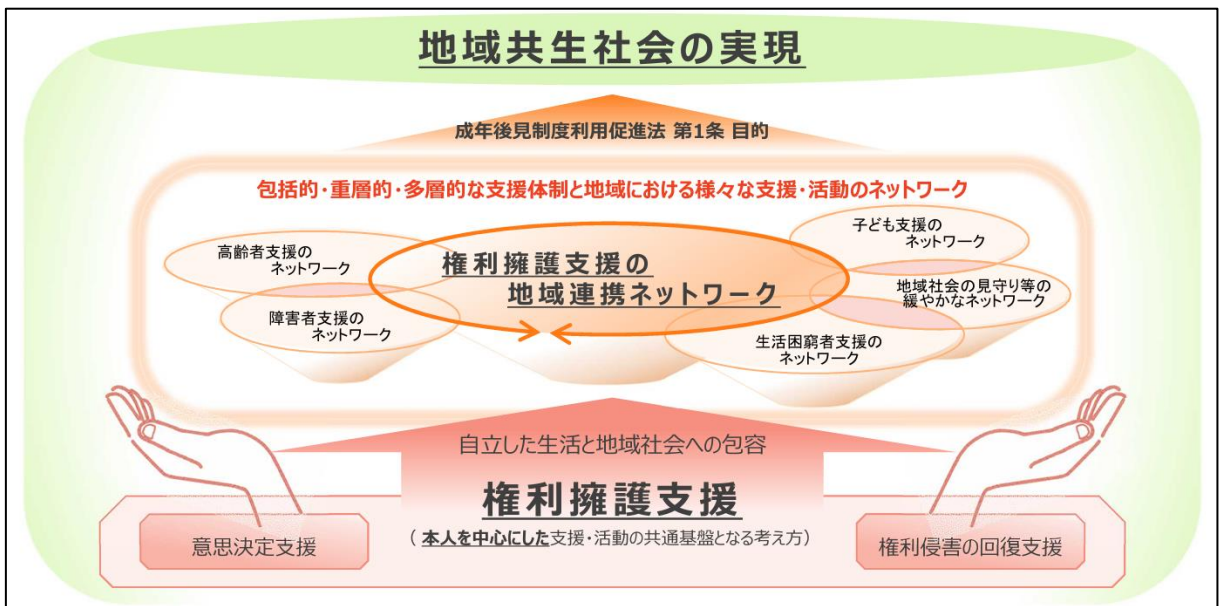 地域共生社会の実現
成年後見制度利用促進法 第1条 目的
包括的・重層的・多層的な支援体制と地域における様々な支援・活動のネットワーク
高齢者支援の
ネットワーク
障害者支援の
ネットワーク
権利擁護支援の
地域連携ネットワーク
子ども支援の
ネットワーク
地域社会の見守り等の
緩やかなネットワーク
生活困窮者支援の
ネットワーク
自立した生活と地域社会への包容
権利擁護支援
（本人を中心にした支援・活動の共通基盤となる考え方）
意思決定支援
権利侵害の回復支援